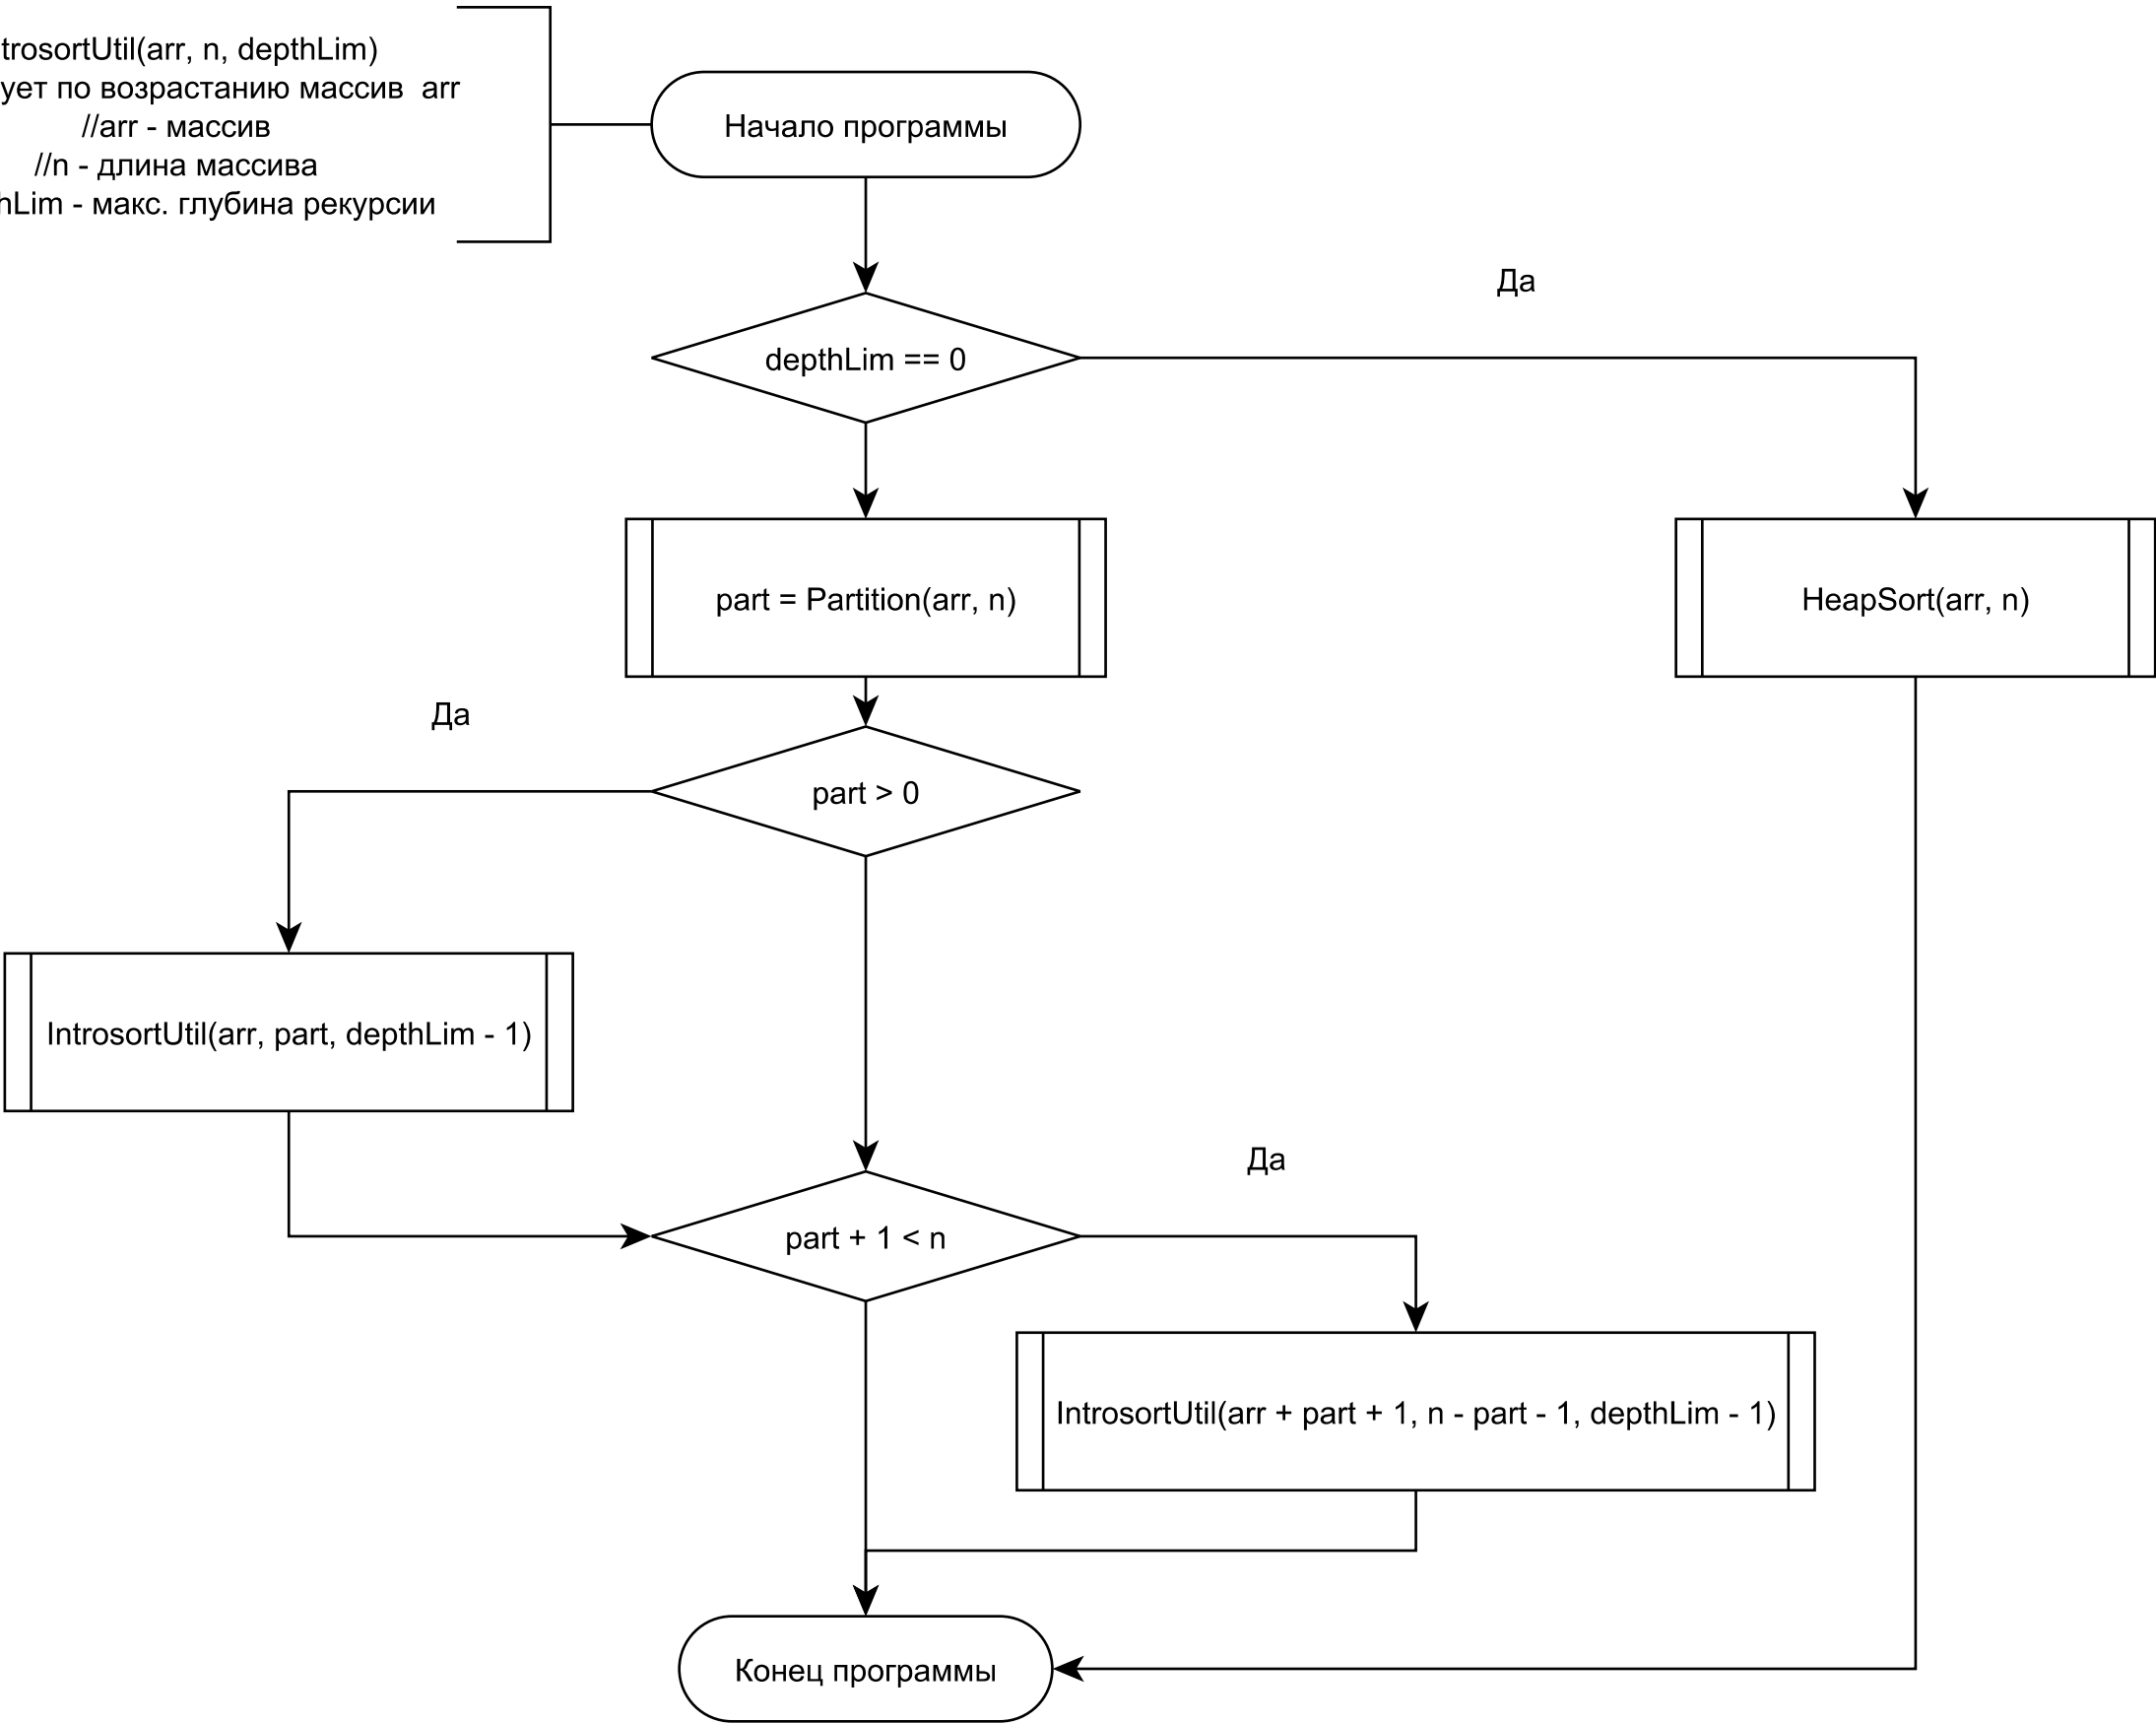 trosortUtil(arr, n, depthLim)
ует по возрастанию массив arr
//arr - массив
//n - длина массива
hLim - макс. глубина рекурсии
Начало программы
Да
depthLim == 0
part = Partition(arr, n)
HeapSort(arr, n)
Да
part > 0
IntrosortUtil(arr, part, depthLim - 1)
Да
part + 1 < n
IntrosortUtil(arr + part + 1, n - part - 1, depthLim - 1)
Конец программы